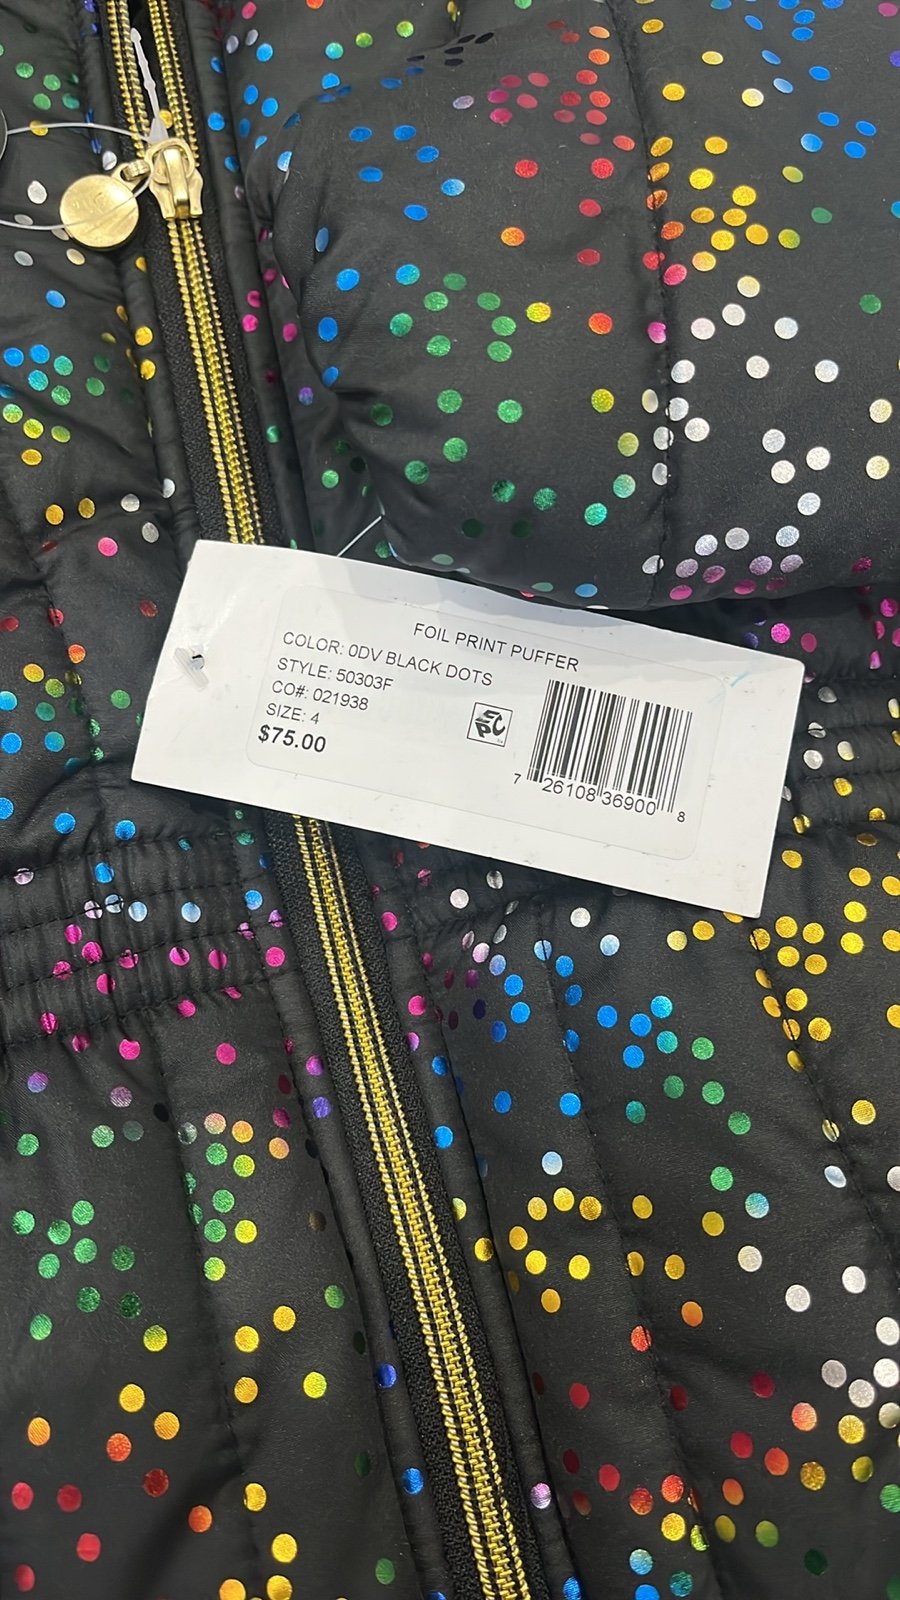 FOIL PRINT PUFFER
COLOR: 0DV BLACK DOTS
STYLE: 50303F
CO#: 021938
SIZE: 4
$75.00
EPC
7 26108 36900 8